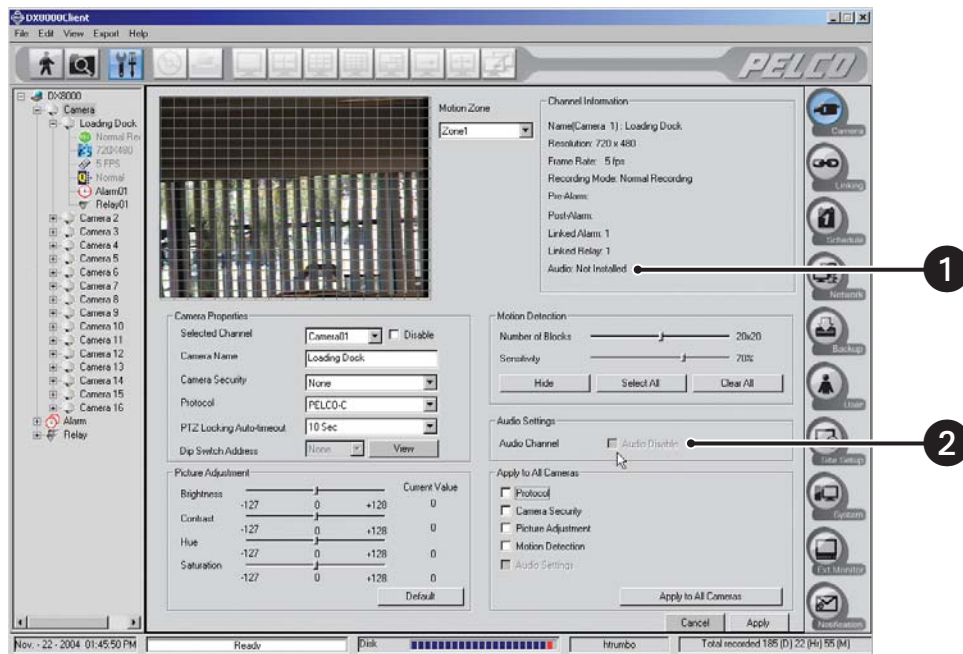 DX8000Client
File Edit View Export Help
PELCO
DX8000
Camera
Loading Dock
Normal Rec
720X480
5 FPS
Normal
Alarm01
Relay01
Camera 2
Camera 3
Camera 4
Camera 5
Camera 6
Camera 7
Camera 8
Camera 9
Camera 10
Camera 11
Camera 12
Camera 13
Camera 14
Camera 15
Camera 16
Alarm
Relay
Motion Zone
Zone1
Channel Information
Name(Camera 1) : Loading Dock
Resolution: 720 x 480
Frame Rate: 5 fps
Recording Mode: Normal Recording
Pre-Alarm:
Post-Alarm:
Linked Alarm: 1
Linked Relay: 1
Audio: Not Installed
1
Camera Properties
Selected Channel Camera01 Disable
Camera Name Loading Dock
Camera Security None
Protocol PELCO-C
PTZ Locking Auto-timeout 10 Sec
Dip Switch Address None View
Motion Detection
Number of Blocks 20x20
Sensitivity 70%
Hide Select All Clear All
Audio Settings
Audio Channel Audio Disable
2
Picture Adjustment
Current Value
Brightness -127 0 +128 0
Contrast -127 0 +128 0
Hue -127 0 +128 0
Saturation -127 0 +128 0
Default
Apply to All Cameras
Protocol
Camera Security
Picture Adjustment
Motion Detection
Audio Settings
Apply to All Cameras
Cancel Apply
Camera
Linking
Schedule
Network
Backup
User
Site Setup
System
Ext Monitor
Notification
Nov. - 22 - 2004 01:45:50 PM Ready Disk htrumbo Total recorded 185 (D) 22 (Hr) 55 (M)